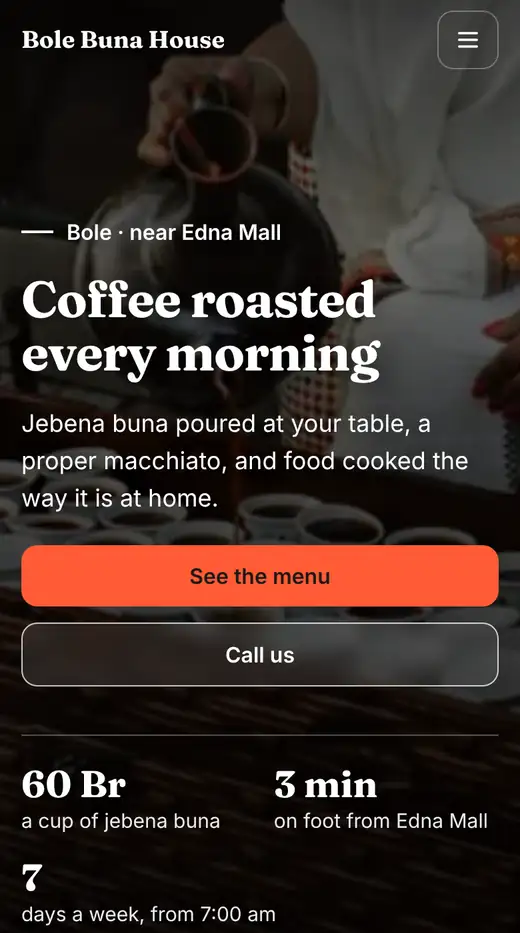 Bole Buna House
Bole · near Edna Mall
Coffee roasted
every morning
Jebena buna poured at your table, a
proper macchiato, and food cooked the
way it is at home.
See the menu
Call us
60 Br
a cup of jebena buna
3 min
on foot from Edna Mall
7
days a week, from 7:00 am